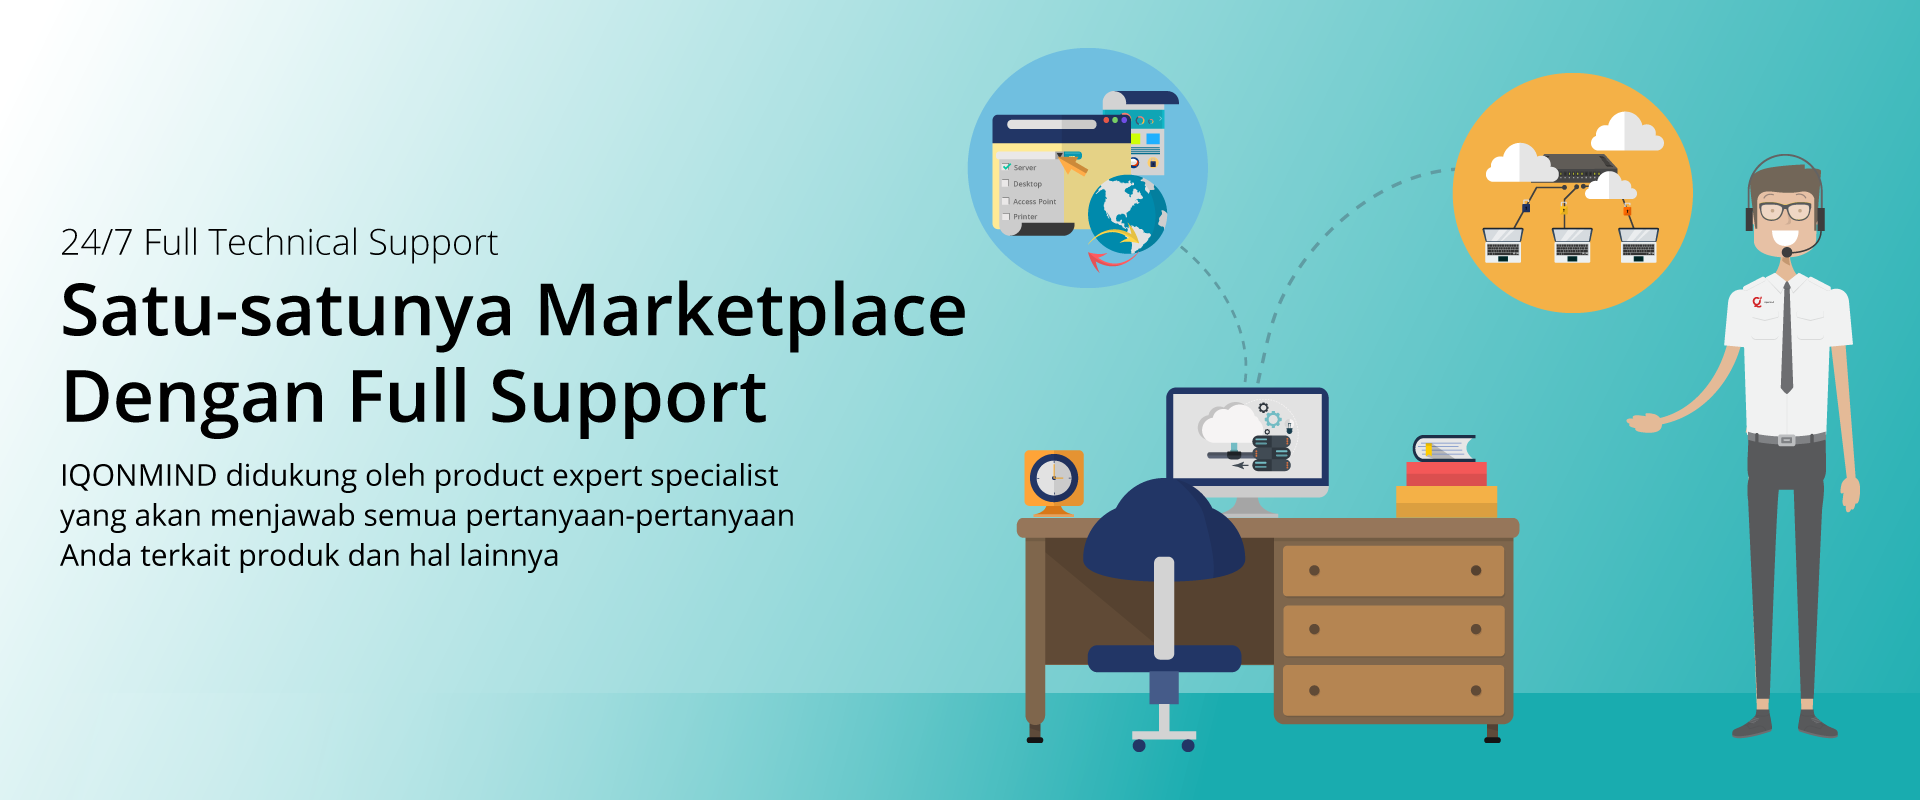 24/7 Full Technical Support
Satu-satunya Marketplace
Dengan Full Support
IQONMIND didukung oleh product expert specialist
yang akan menjawab semua pertanyaan-pertanyaan
Anda terkait produk dan hal lainnya
Server
Desktop
Access Point
Printer